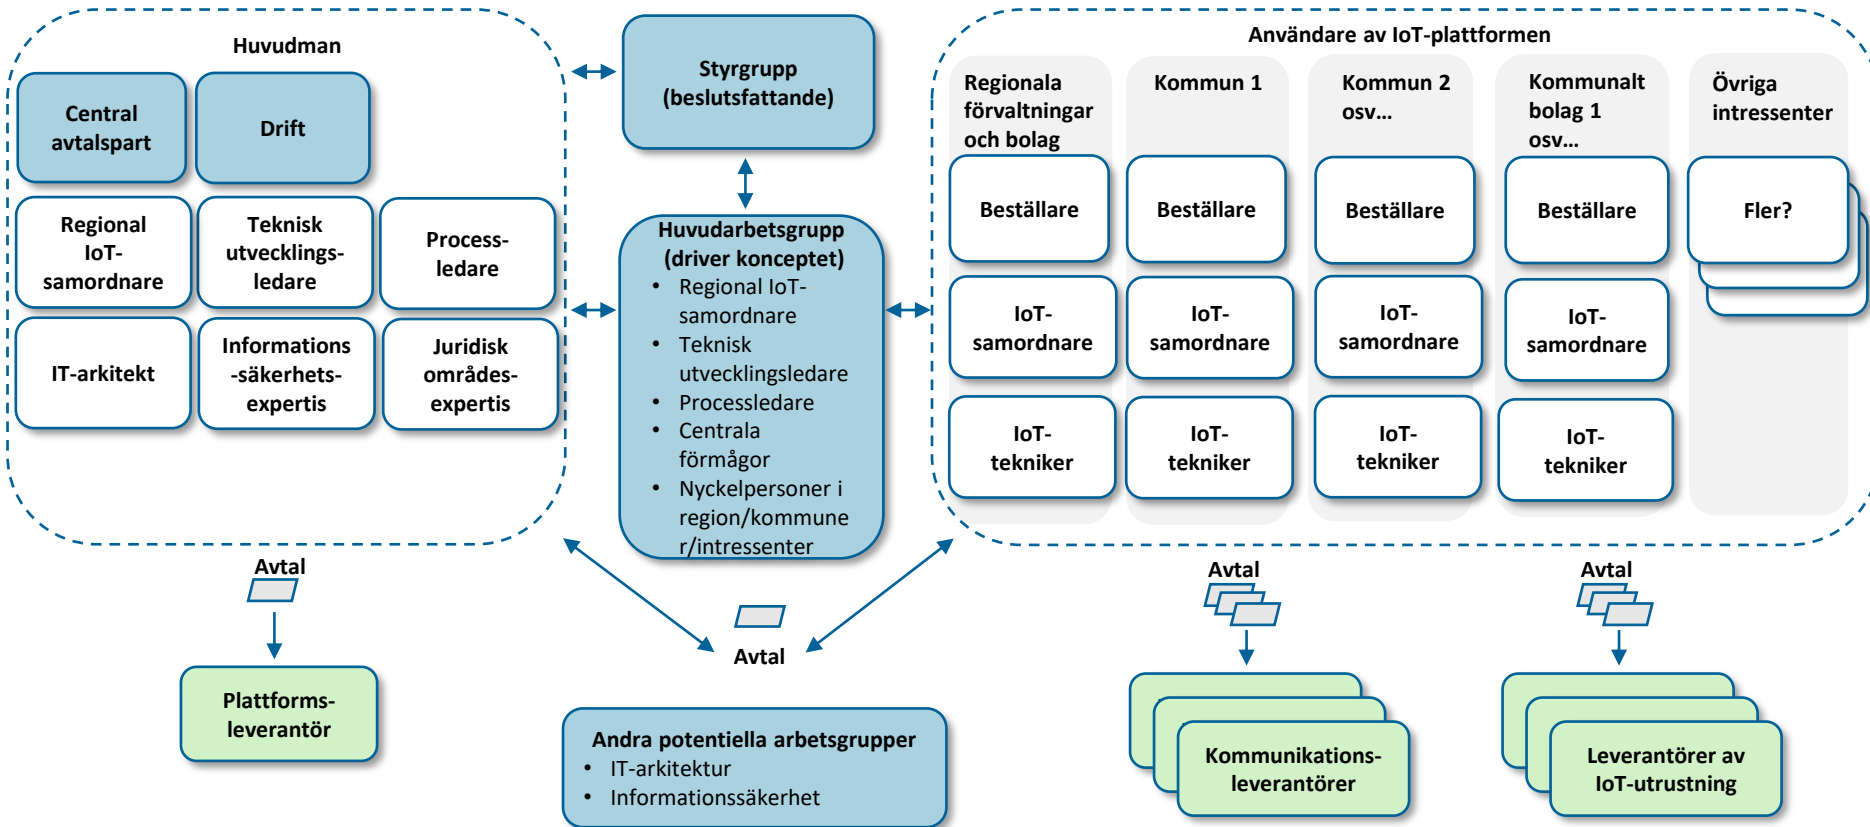 Huvudman
Central
avtalspart
Drift
Regional
IoT-
samordnare
Teknisk
utvecklings-
ledare
Process-
ledare
IT-arkitekt
Informations
-säkerhets-
expertis
Juridisk
områdes-
expertis
Avtal
Plattforms-
leverantör
Styrgrupp
(beslutsfattande)
Huvudarbetsgrupp
(driver konceptet)
• Regional IoT-
samordnare
• Teknisk
utvecklingsledare
• Processledare
• Centrala
förmågor
• Nyckelpersoner i
region/kommune
r/intressenter
Avtal
Andra potentiella arbetsgrupper
• IT-arkitektur
• Informationssäkerhet
Användare av IoT-plattformen
Regionala
förvaltningar
och bolag
Beställare
IoT-
samordnare
IoT-
tekniker
Kommun 1
Beställare
IoT-
samordnare
IoT-
tekniker
Kommun 2
osv...
Beställare
IoT-
samordnare
IoT-
tekniker
Kommunalt
bolag 1
osv...
Beställare
IoT-
samordnare
IoT-
tekniker
Övriga
intressenter
Fler?
Avtal
Kommunikations-
leverantörer
Avtal
Leverantörer av
IoT-utrustning